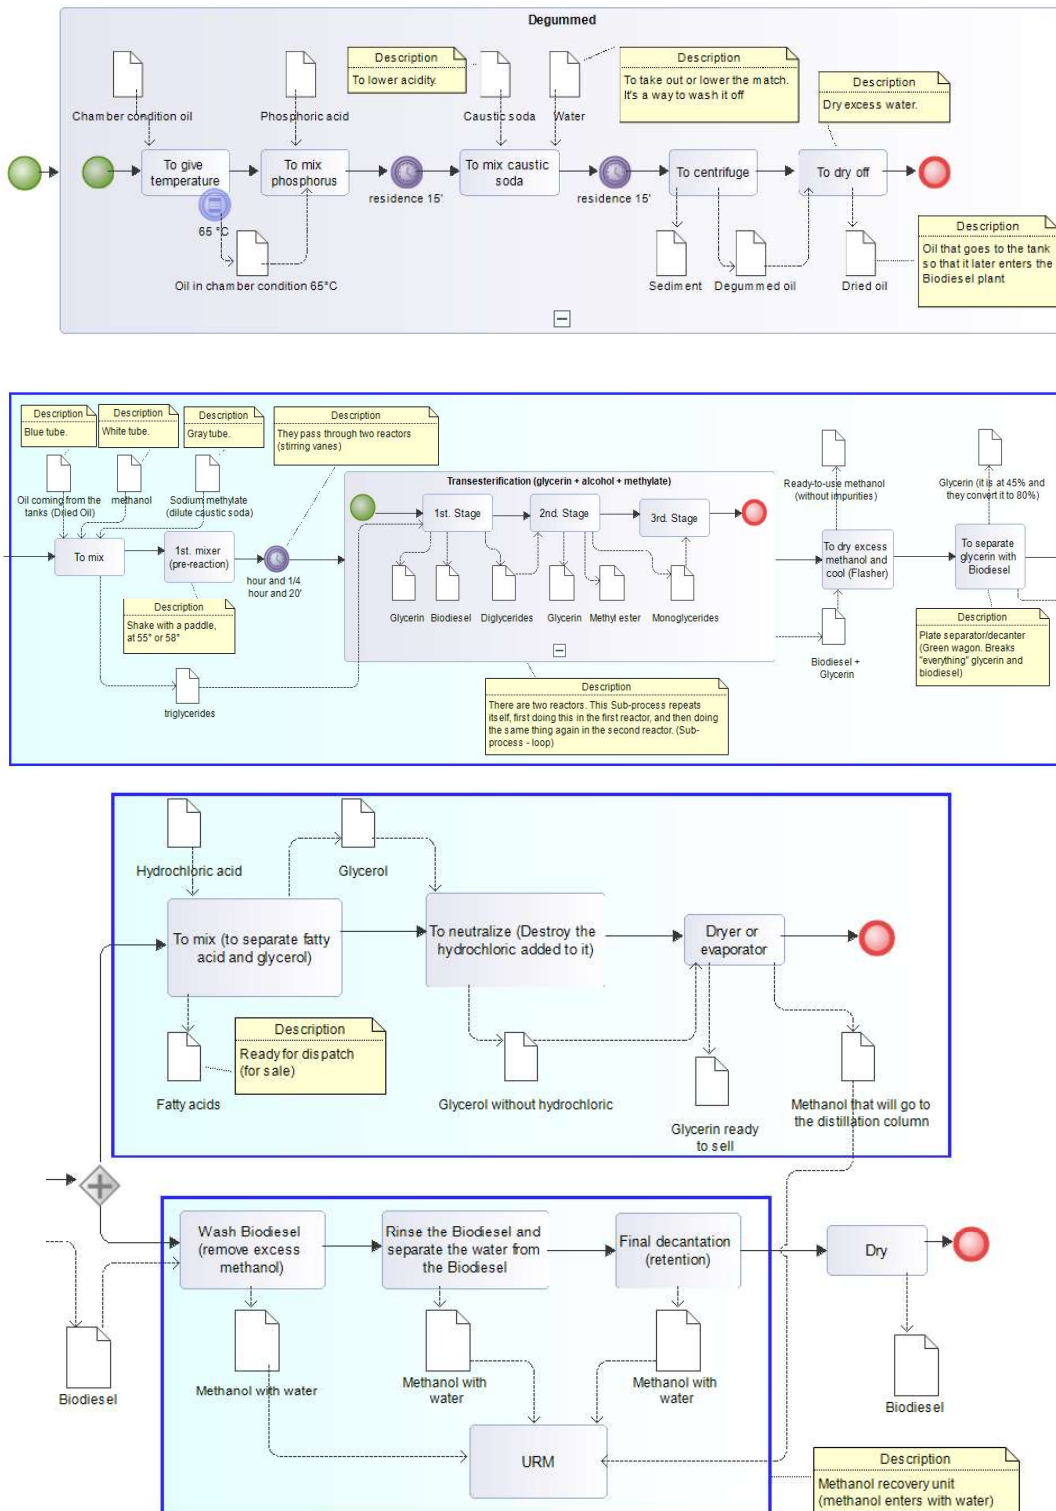 Degummed
Description
To lower acidity.
Description
To take out or lower the match.
It's a way to wash it off
Description
Dry excess water.
Chamber condition oil
Phosphoric acid
Caustic soda
Water
To give
temperature
To mix
phosphorus
residence 15'
To mix caustic
soda
residence 15'
To centrifuge
To dry off
65 °C
Oil in chamber condition 65°C
Sediment
Degummed oil
Dried oil
Description
Oil that goes to the tank
so that it later enters the
Biodiesel plant
Description
Blue tube.
Description
White tube.
Description
Gray tube.
Description
They pass through two reactors
(stirring vanes)
Oil coming from the
tanks (Dried Oil)
methanol
Sodium methylate
(dilute caustic soda)
To mix
1st. mixer
(pre-reaction)
hour and 1/4
hour and 20'
Description
Shake with a paddle,
at 55° or 58°
triglycerides
Transesterification (glycerin + alcohol + methylate)
1st. Stage
2nd. Stage
3rd. Stage
Glycerin
Biodiesel
Diglycerides
Glycerin
Methyl ester
Monoglycerides
Description
There are two reactors. This Sub-process repeats
itself, first doing this in the first reactor, and then doing
the same thing again in the second reactor. (Sub-
process - loop)
Ready-to-use methanol
(without impurities)
Glycerin (it is at 45% and
they convert it to 80%)
To dry excess
methanol and
cool (Flasher)
To separate
glycerin with
Biodiesel
Biodiesel +
Glycerin
Description
Plate separator/decanter
(Green wagon. Breaks
"everything" glycerin and
biodiesel)
Hydrochloric acid
Glycerol
To mix (to separate fatty
acid and glycerol)
To neutralize (Destroy the
hydrochloric added to it)
Dryer or
evaporator
Description
Ready for dispatch
(for sale)
Fatty acids
Glycerol without hydrochloric
Glycerin ready
to sell
Methanol that will go to
the distillation column
Wash Biodiesel
(remove excess
methanol)
Rinse the Biodiesel and
separate the water from
the Biodiesel
Final decantation
(retention)
Dry
Biodiesel
Methanol with water
Methanol with
water
Methanol with
water
Biodiesel
URM
Description
Methanol recovery unit
(methanol enters with water)